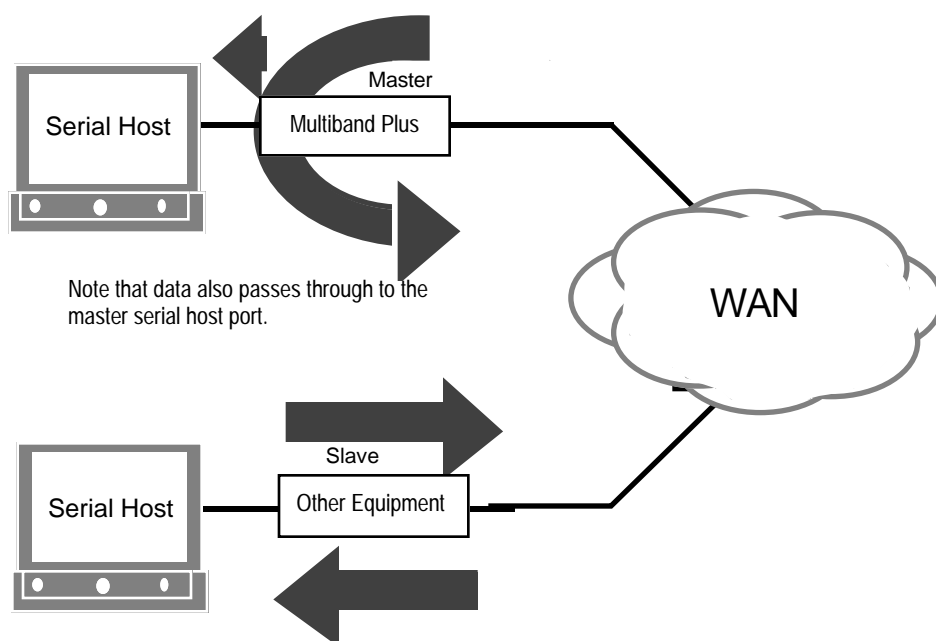 Master
Serial Host
Multiband Plus
Note that data also passes through to the
master serial host port.
WAN
Slave
Serial Host
Other Equipment